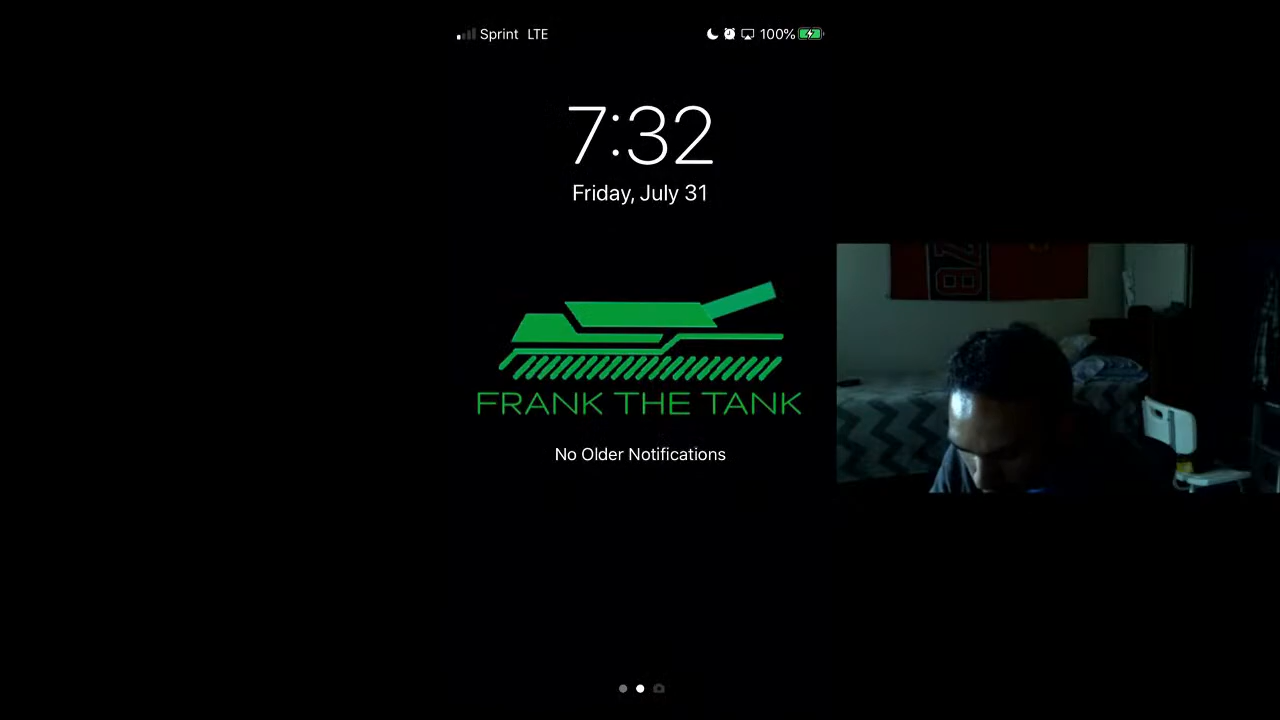 Sprint LTE 100%
7:32
Friday, July 31
FRANK THE TANK
No Older Notifications